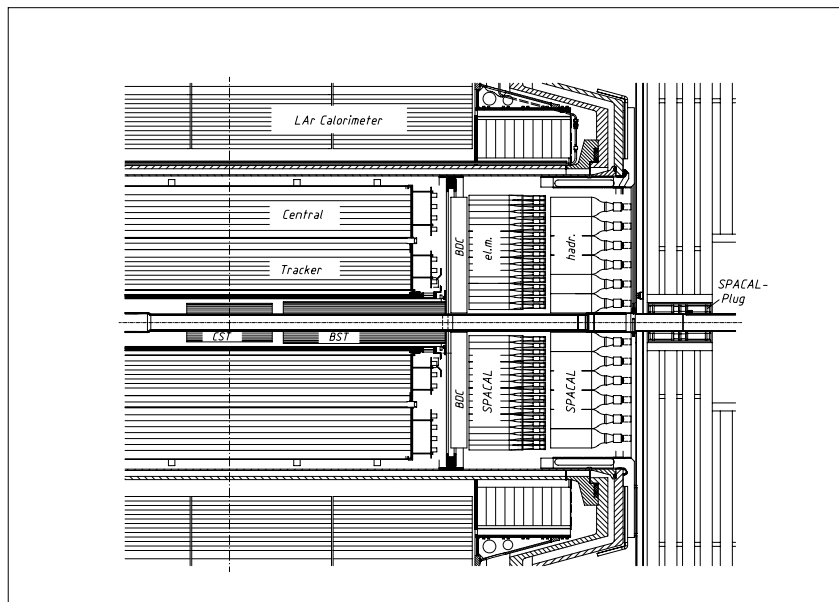 LAr Calorimeter
Central
Tracker
BDC
el.m.
hadr.
SPACAL-
Plug
CST
BST
BDC
SPACAL
SPACAL